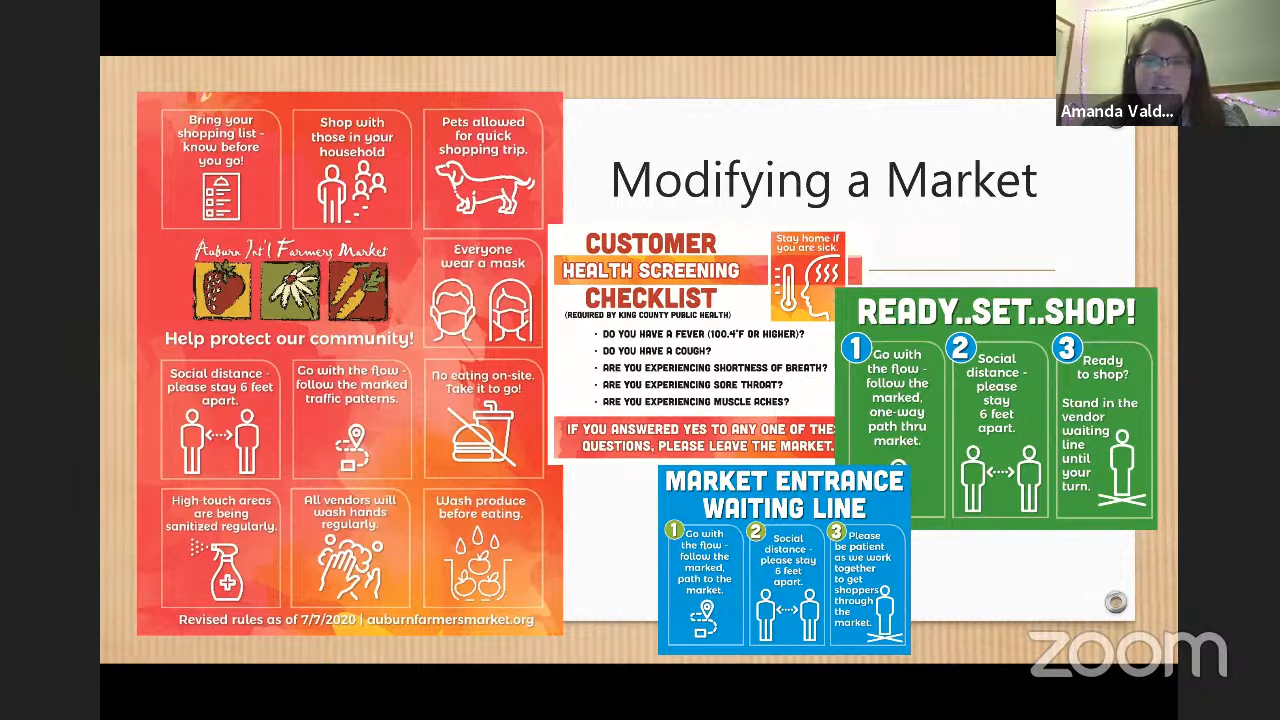 Amanda Vald...
Modifying a Market
Bring your
shopping list -
know before
you go!
Shop with
those in your
household
Pets allowed
for quick
shopping trip.
Auburn Int'l Farmers Market
Help protect our community!
Everyone
wear a mask
Social distance -
please stay 6 feet
apart.
Go with the flow -
follow the marked
traffic patterns.
No eating on-site.
Take it to go!
High-touch areas
are being
sanitized regularly.
All vendors will
wash hands
regularly.
Wash produce
before eating.
Revised rules as of 7/7/2020 | auburnfarmersmarket.org
CUSTOMER
HEALTH SCREENING
CHECKLIST
(REQUIRED BY KING COUNTY PUBLIC HEALTH)
Stay home if
you are sick.
· DO YOU HAVE A FEVER (100.4°F OR HIGHER)?
· DO YOU HAVE A COUGH?
· ARE YOU EXPERIENCING SHORTNESS OF BREATH?
· ARE YOU EXPERIENCING SORE THROAT?
· ARE YOU EXPERIENCING MUSCLE ACHES?
IF YOU ANSWERED YES TO ANY ONE OF THES
QUESTIONS, PLEASE LEAVE THE MARKET.
READY..SET..SHOP!
1
Go with
the flow -
follow the
marked,
one-way
path thru
market.
2
Social
distance -
please
stay
6 feet
apart.
3
Ready
to shop?
Stand in the
vendor
waiting
line
until
your
turn.
MARKET ENTRANCE
WAITING LINE
1
Go with
the flow -
follow the
marked,
path to the
market.
2
Social
distance -
please stay
6 feet
apart.
3
Please
be patient
as we work
together
to get
shoppers
through
the
market.
zoom